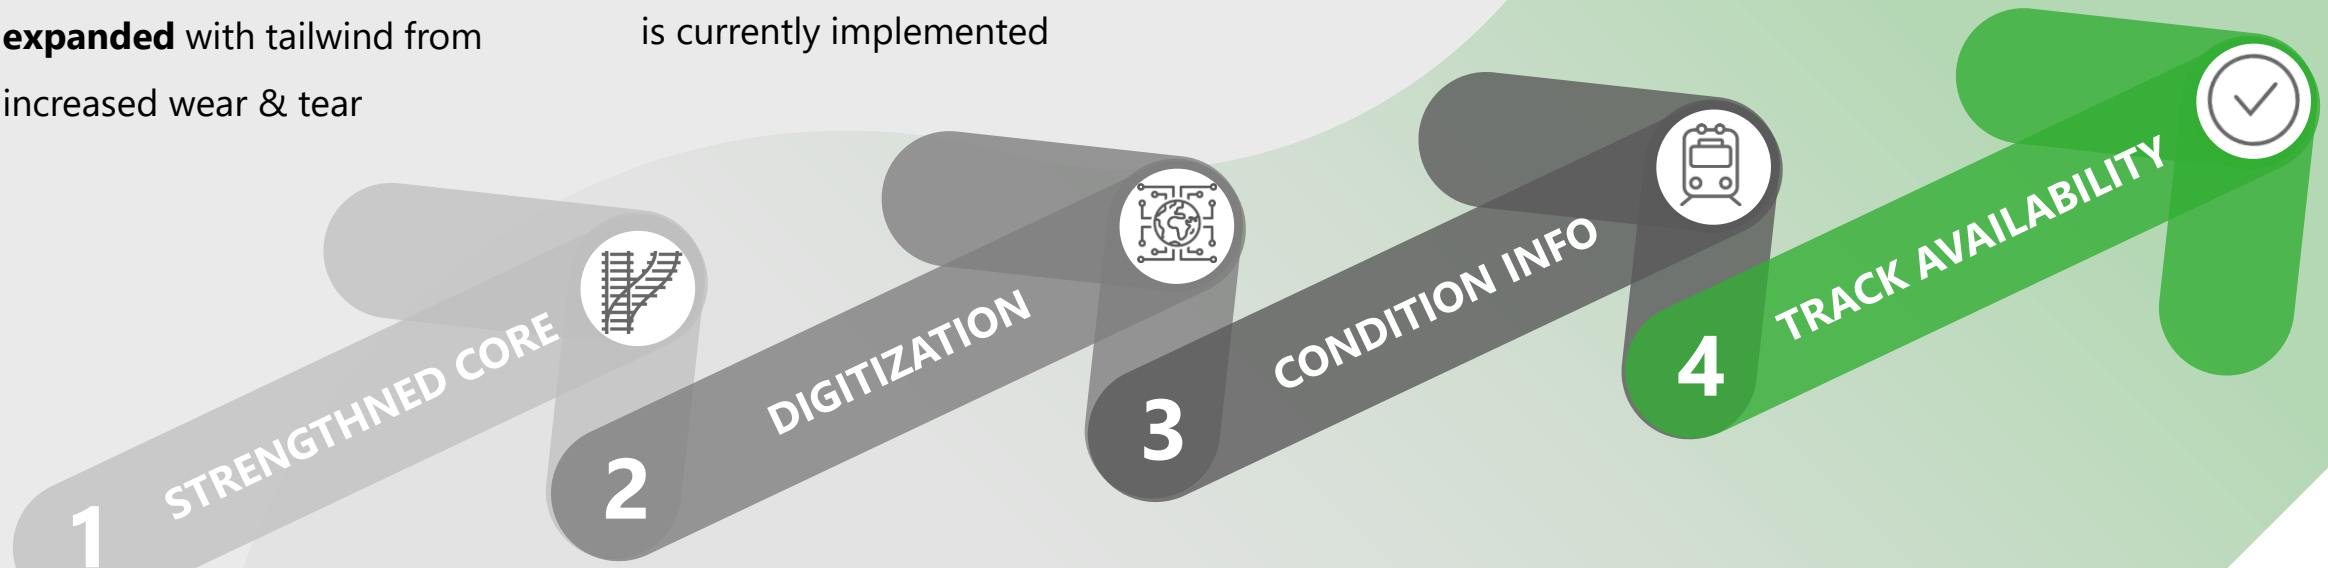 expanded with tailwind from
increased wear & tear
is currently implemented
1 STRENGTHNED CORE
2 DIGITIZATION
3 CONDITION INFO
4 TRACK AVAILABILITY